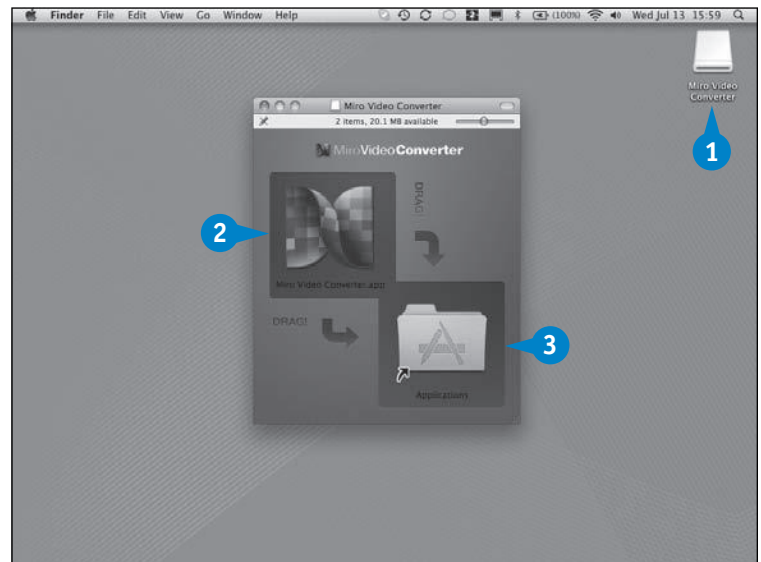 Finder File Edit View Go Window Help (100%) Wed Jul 13 15:59
Miro Video Converter
2 items, 20.1 MB available
Miro Video
Converter
1
MiroVideoConverter
DRAG!
2
Miro Video Converter.app
DRAG!
3
Applications